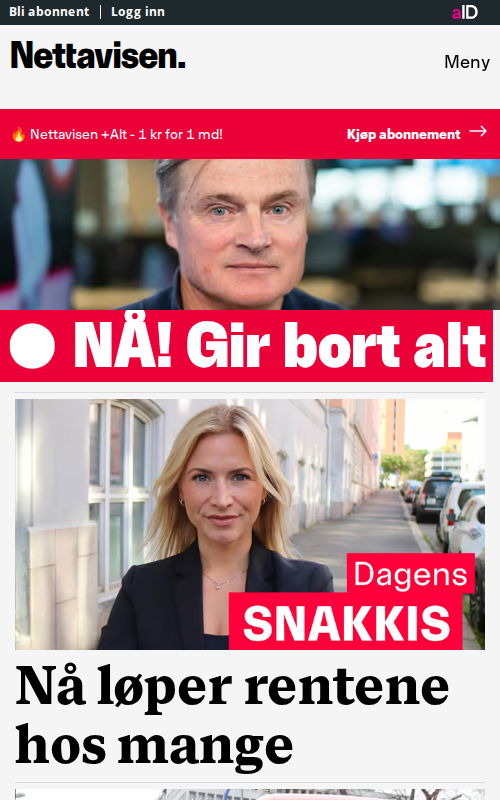 Bli abonnent | Logg inn
aID
Nettavisen.
Meny
🔥 Nettavisen +Alt - 1 kr for 1 md!
Kjøp abonnement →
● NÅ! Gir bort alt
Dagens
SNAKKIS
Nå løper rentene
hos mange